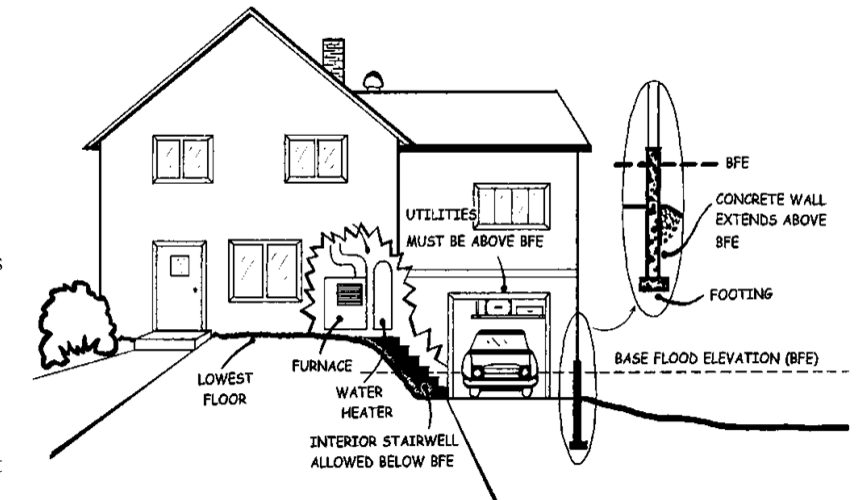 BFE
CONCRETE WALL
EXTENDS ABOVE
BFE
FOOTING
UTILITIES
MUST BE ABOVE BFE
BASE FLOOD ELEVATION (BFE)
LOWEST
FLOOR
FURNACE
WATER
HEATER
INTERIOR STAIRWELL
ALLOWED BELOW BFE
s
t